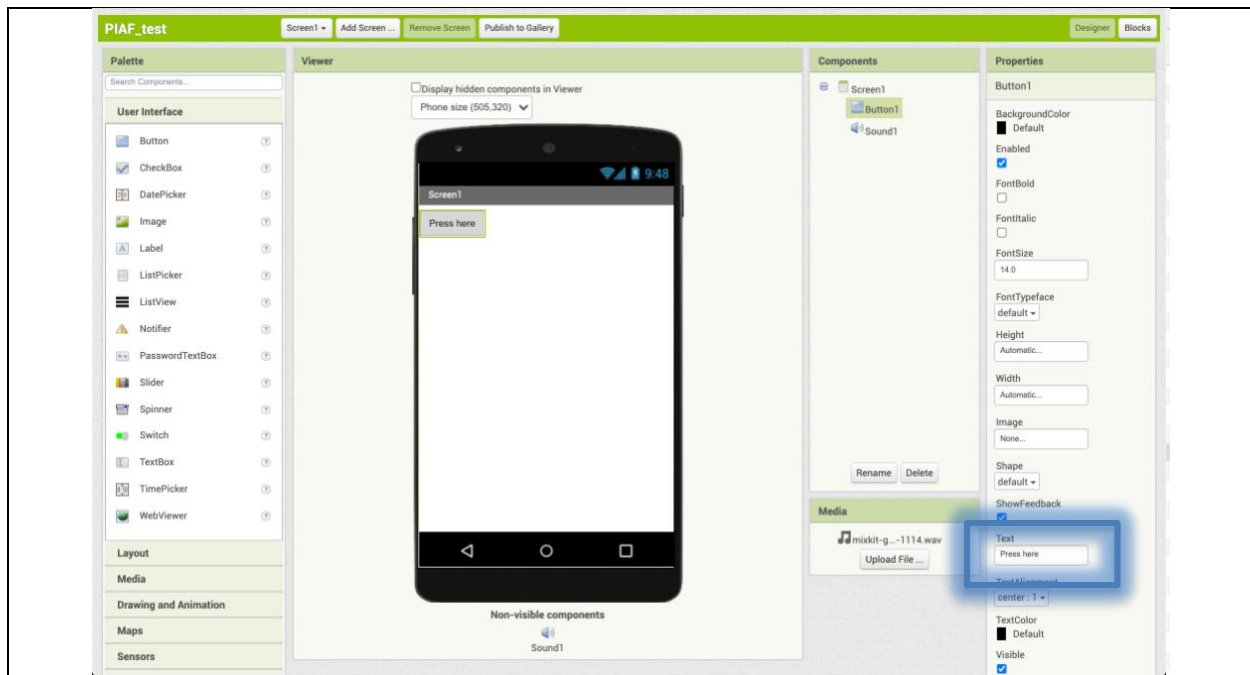 PIAF_test
Screen1
Add Screen ...
Remove Screen
Publish to Gallery
Designer
Blocks
Palette
Search Components...
User Interface
Button
CheckBox
DatePicker
Image
Label
ListPicker
ListView
Notifier
PasswordTextBox
Slider
Spinner
Switch
TextBox
TimePicker
WebViewer
Layout
Media
Drawing and Animation
Maps
Sensors
Viewer
Display hidden components in Viewer
Phone size (505,320)
9:48
Screen1
Press here
Non-visible components
Sound1
Components
Screen1
Button1
Sound1
Rename
Delete
Media
mixkit-g...-1114.wav
Upload File ...
Properties
Button1
BackgroundColor
Default
Enabled
FontBold
FontItalic
FontSize
14.0
FontTypeface
default
Height
Automatic...
Width
Automatic...
Image
None...
Shape
default
ShowFeedback
Text
Press here
TextAlignment
center : 1
TextColor
Default
Visible